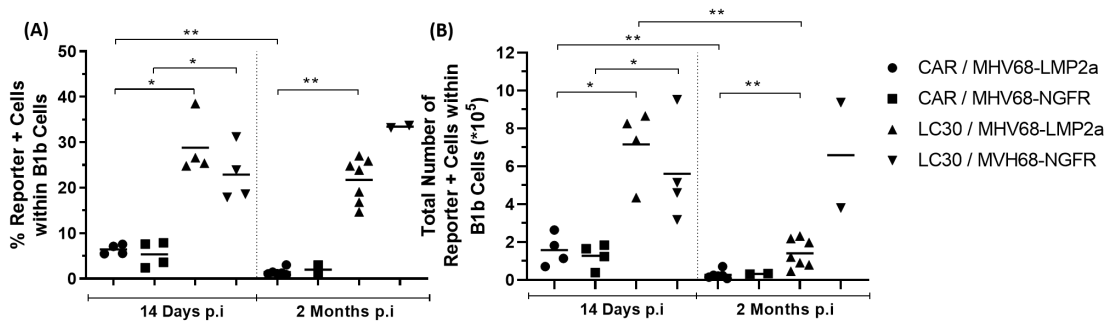 (A)
% Reporter + Cells
within B1b Cells
50
40
30
20
10
0
**
*
*
**
14 Days p.i
2 Months p.i
(B)
Total Number of
Reporter + Cells within
B1b Cells (*10⁵)
12
10
8
6
4
2
0
**
**
*
*
**
14 Days p.i
2 Months p.i
CAR / MHV68-LMP2a
CAR / MHV68-NGFR
LC30 / MHV68-LMP2a
LC30 / MVH68-NGFR